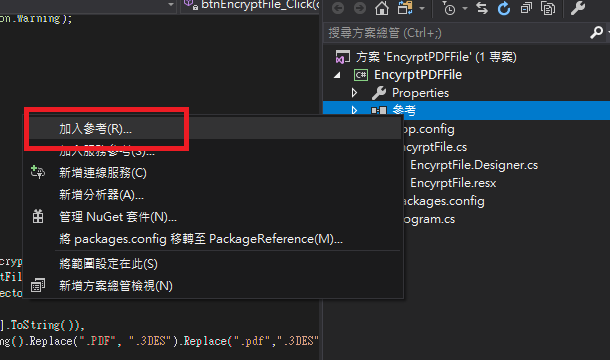 btnEncryptFile_Click(c
on.Warning);
搜尋方案總管 (Ctrl+;)
方案 'EncyrptPDFFile' (1 專案)
C# EncyrptPDFFile
Properties
參考
加入參考(R)...
pp.config
加入服務參考(S)...
ncyrptFile.cs
新增連線服務(C)
EncyrptFile.Designer.cs
新增分析器(A)...
EncyrptFile.resx
管理 NuGet 套件(N)...
ackages.config
rogram.cs
將 packages.config 移轉至 PackageReference(M)...
ncryp
將範圍設定在此(S)
tFil
新增方案總管檢視(N)
ector
].ToString()),
ng().Replace(".PDF", ".3DES").Replace(".pdf",".3DES"